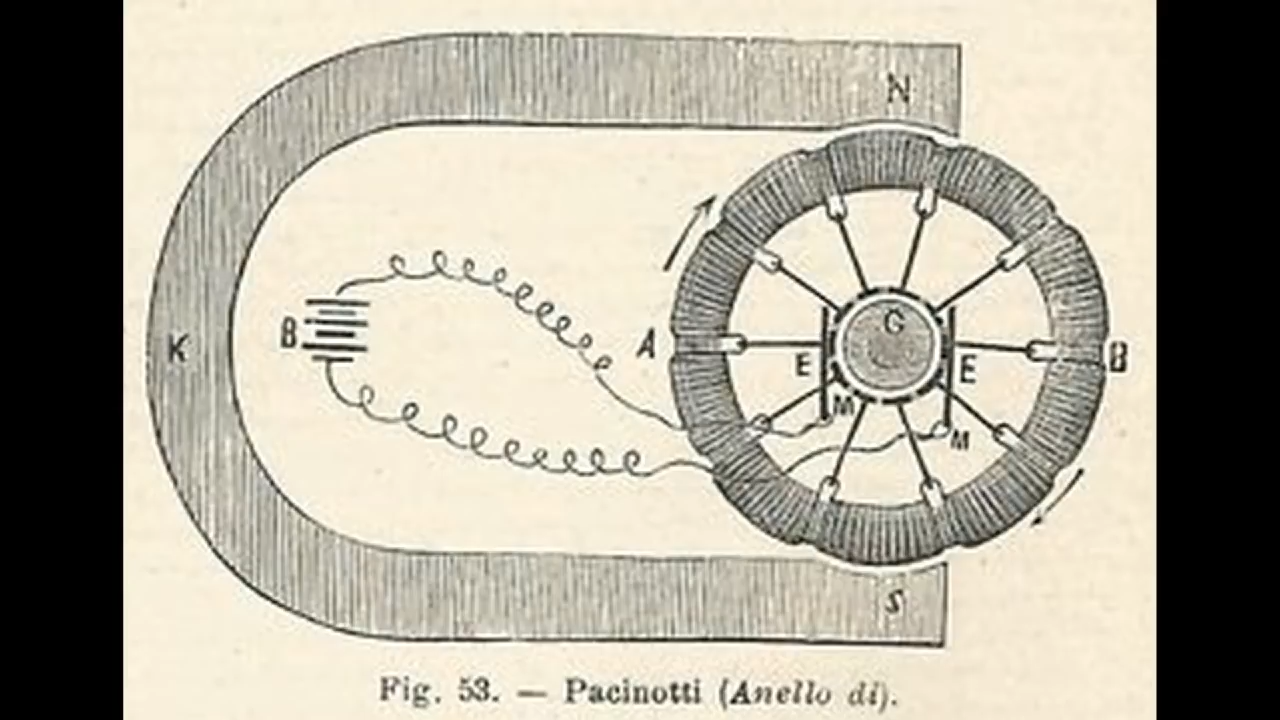 N
K
B
A
G
B
E
E
M
M
S
Fig. 53. — Pacinotti (Anello di).